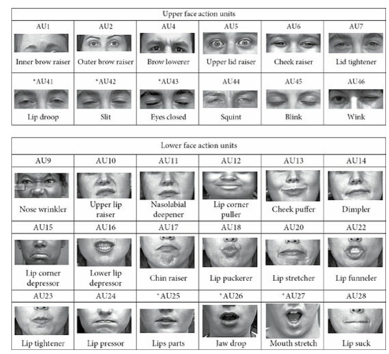 Upper face action units
AU1 AU2 AU4 AU5 AU6 AU7
Inner brow raiser Outer brow raiser Brow lowerer Upper lid raiser Cheek raiser Lid tightener
*AU41 *AU42 *AU43 AU44 AU45 AU46
Lip droop Slit Eyes closed Squint Blink Wink
Lower face action units
AU9 AU10 AU11 AU12 AU13 AU14
Nose wrinkler Upper lip raiser Nasolabial deepener Lip corner puller Cheek puffer Dimpler
AU15 AU16 AU17 AU18 AU20 AU22
Lip corner depressor Lower lip depressor Chin raiser Lip puckerer Lip stretcher Lip funneler
AU23 AU24 *AU25 *AU26 *AU27 AU28
Lip tightener Lip pressor Lips parts Jaw drop Mouth stretch Lip suck